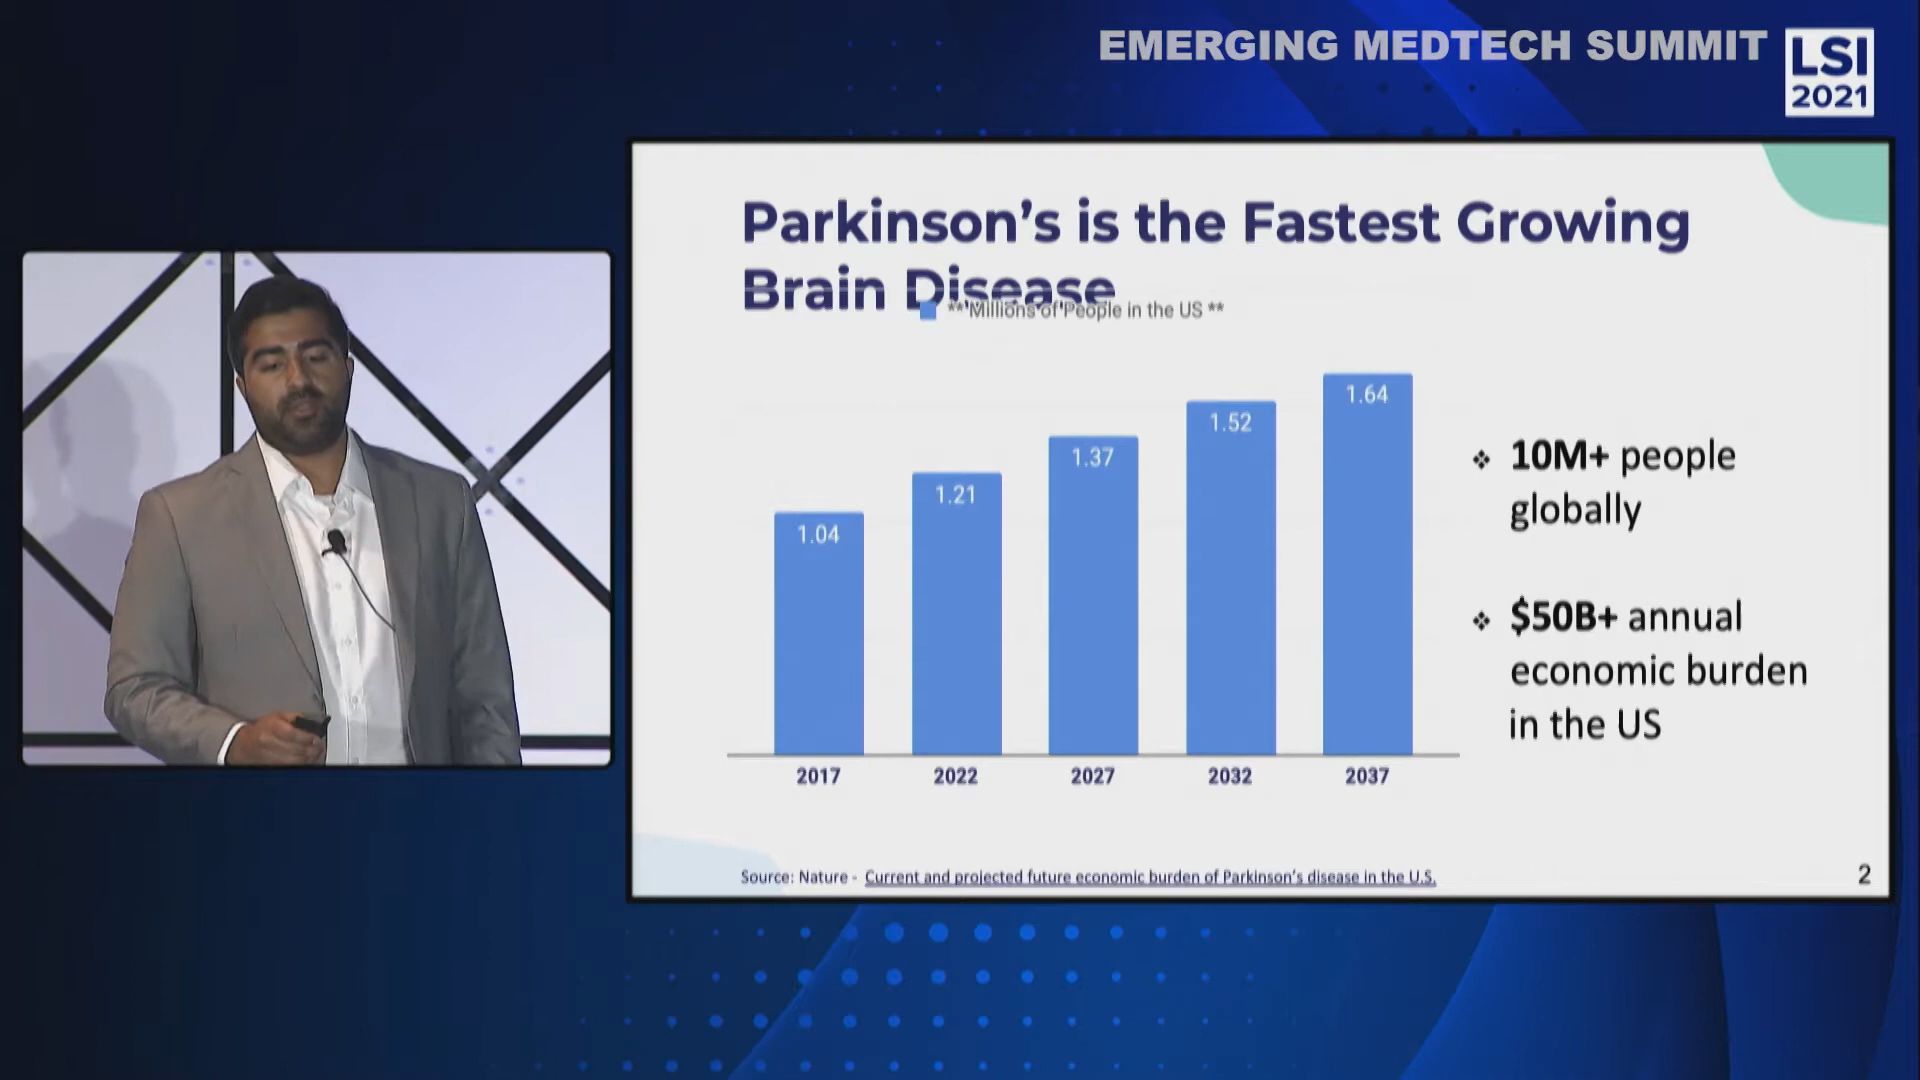 EMERGING MEDTECH SUMMIT
LSI
2021
Parkinson's is the Fastest Growing
Brain Disease
** Millions of People in the US **
1.04
1.21
1.37
1.52
1.64
2017
2022
2027
2032
2037
❖ 10M+ people
globally
❖ $50B+ annual
economic burden
in the US
Source: Nature - Current and projected future economic burden of Parkinson's disease in the U.S.
2